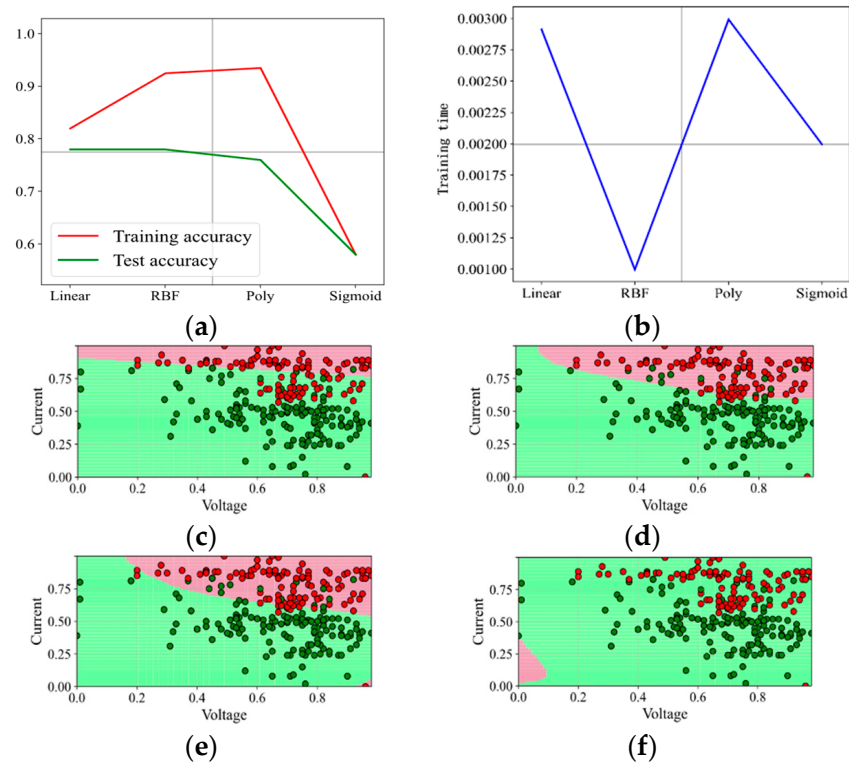 1.0
0.9
0.8
0.7
0.6
Training accuracy
Test accuracy
Linear RBF Poly Sigmoid
(a)
0.00300
0.00275
0.00250
0.00225
0.00200
0.00175
0.00150
0.00125
0.00100
Training time
Linear RBF Poly Sigmoid
(b)
Current
0.75
0.50
0.25
0.00
0.0 0.2 0.4 0.6 0.8
Voltage
(c)
Current
0.75
0.50
0.25
0.00
0.0 0.2 0.4 0.6 0.8
Voltage
(d)
Current
0.75
0.50
0.25
0.00
0.0 0.2 0.4 0.6 0.8
Voltage
(e)
Current
0.75
0.50
0.25
0.00
0.0 0.2 0.4 0.6 0.8
Voltage
(f)